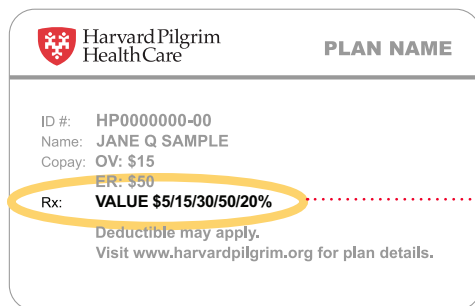 Harvard Pilgrim
HealthCare
PLAN NAME
ID #: HP0000000-00
Name: JANE Q SAMPLE
Copay: OV: $15
ER: $50
Rx: VALUE $5/15/30/50/20%
Deductible may apply.
Visit www.harvardpilgrim.org for plan details.